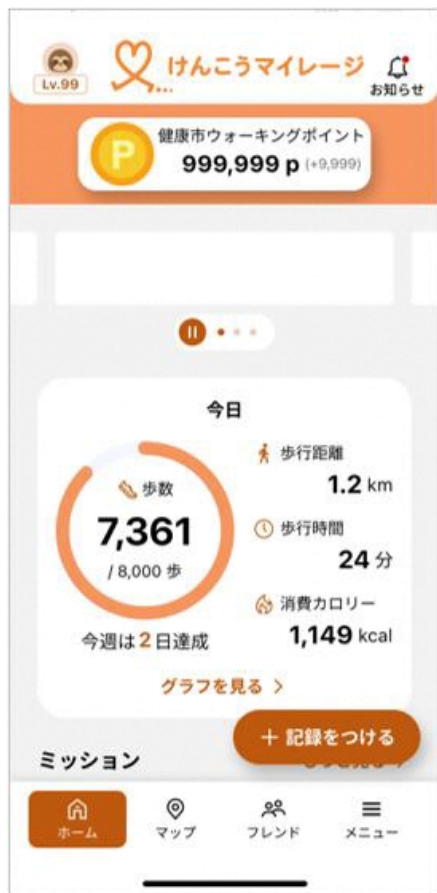 Lv.99
けんこうマイレージ
お知らせ
P
健康市ウォーキングポイント
999,999 p (+9,999)
今日
歩数
7,361
/ 8,000 歩
今週は2日達成
歩行距離
1.2 km
歩行時間
24 分
消費カロリー
1,149 kcal
グラフを見る >
+ 記録をつける
ミッション
ホーム
マップ
フレンド
メニュー